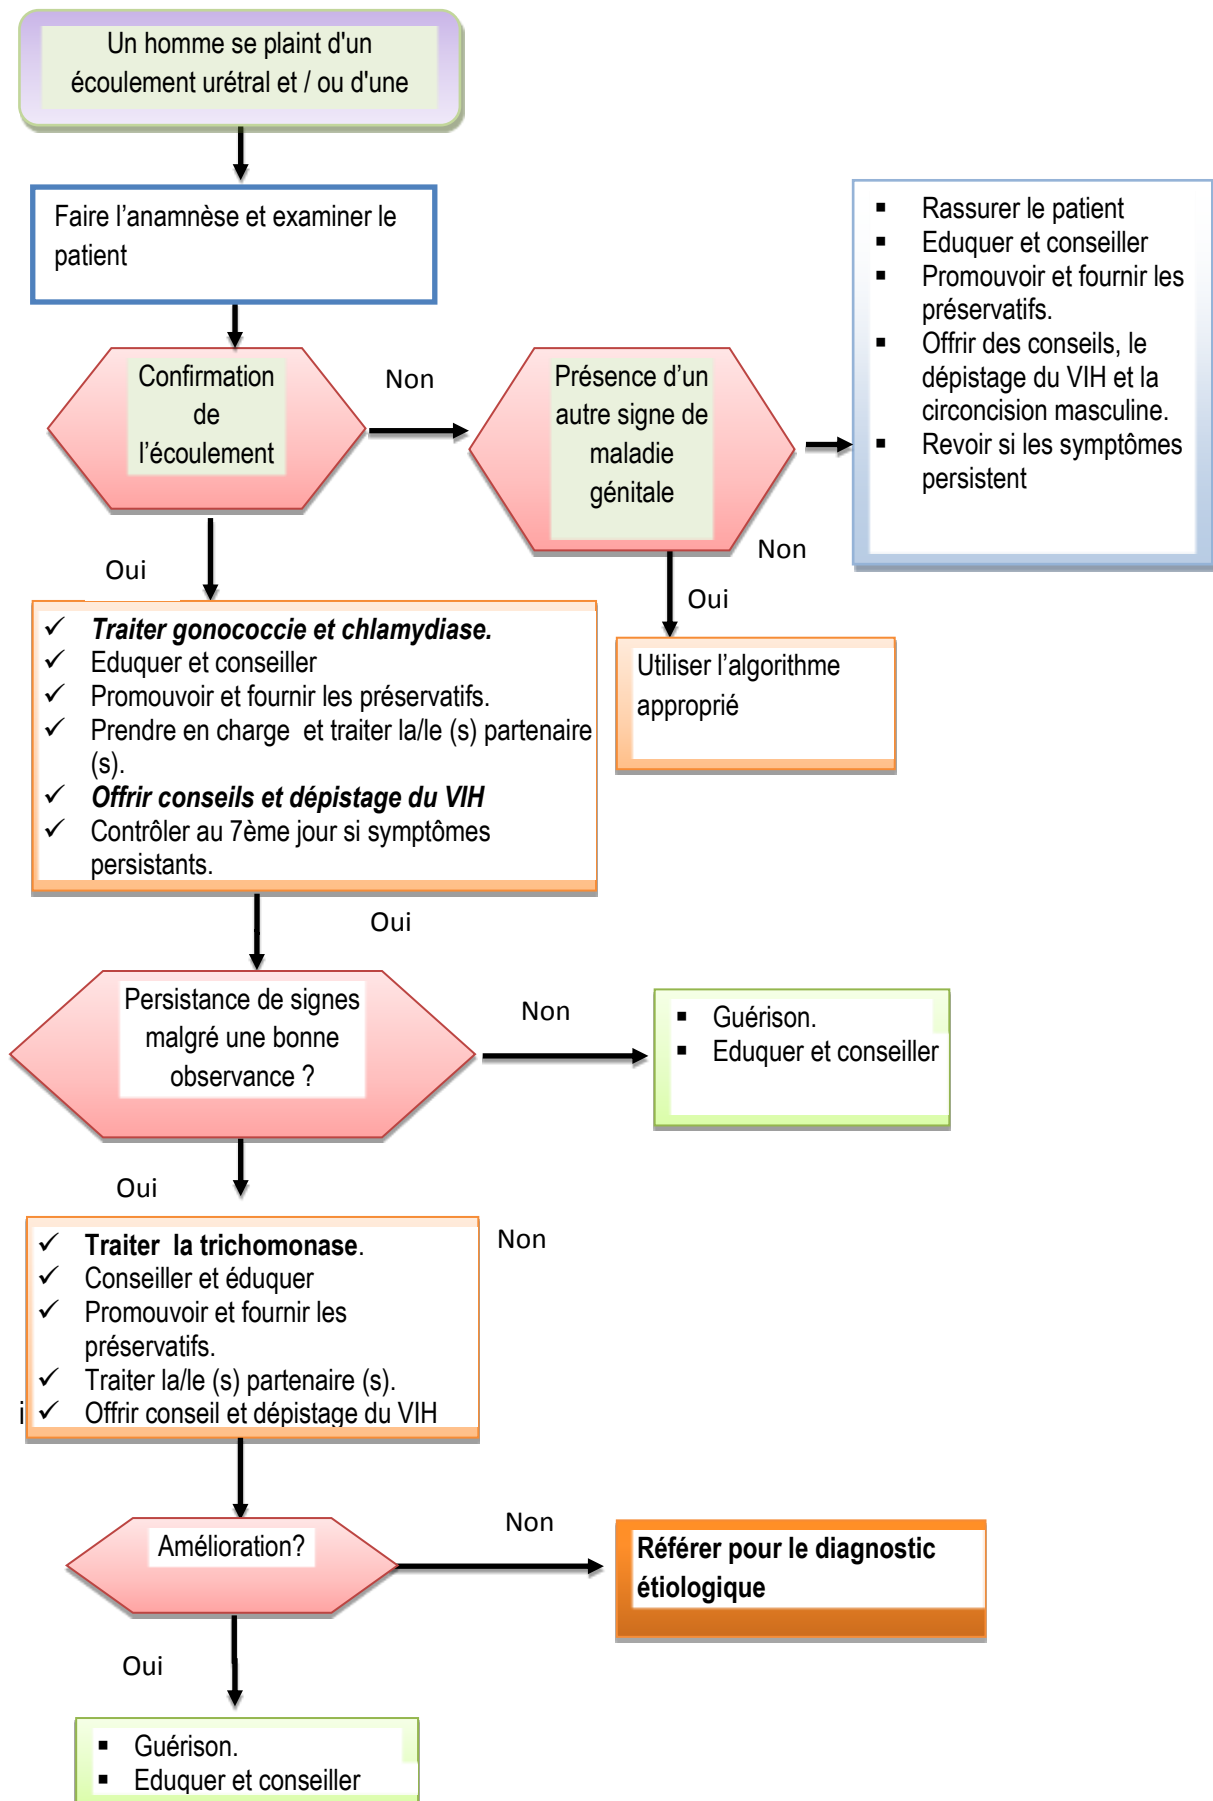 Un homme se plaint d'un
écoulement urétral et / ou d'une
Faire l'anamnèse et examiner le
patient
▪ Rassurer le patient
▪ Eduquer et conseiller
▪ Promouvoir et fournir les
préservatifs.
▪ Offrir des conseils, le
dépistage du VIH et la
circoncision masculine.
▪ Revoir si les symptômes
persistent
Confirmation
de
l'écoulement
Non
Présence d'un
autre signe de
maladie
génitale
Non
Oui
Oui
✓ Traiter gonococcie et chlamydiase.
✓ Eduquer et conseiller
✓ Promouvoir et fournir les préservatifs.
✓ Prendre en charge et traiter la/le (s) partenaire
(s).
✓ Offrir conseils et dépistage du VIH
✓ Contrôler au 7ème jour si symptômes
persistants.
Utiliser l'algorithme
approprié
Oui
Persistance de signes
malgré une bonne
observance ?
Non
▪ Guérison.
▪ Eduquer et conseiller
Oui
✓ Traiter la trichomonase.
✓ Conseiller et éduquer
✓ Promouvoir et fournir les
préservatifs.
✓ Traiter la/le (s) partenaire (s).
i ✓ Offrir conseil et dépistage du VIH
Non
Amélioration?
Non
Référer pour le diagnostic
étiologique
Oui
▪ Guérison.
▪ Eduquer et conseiller